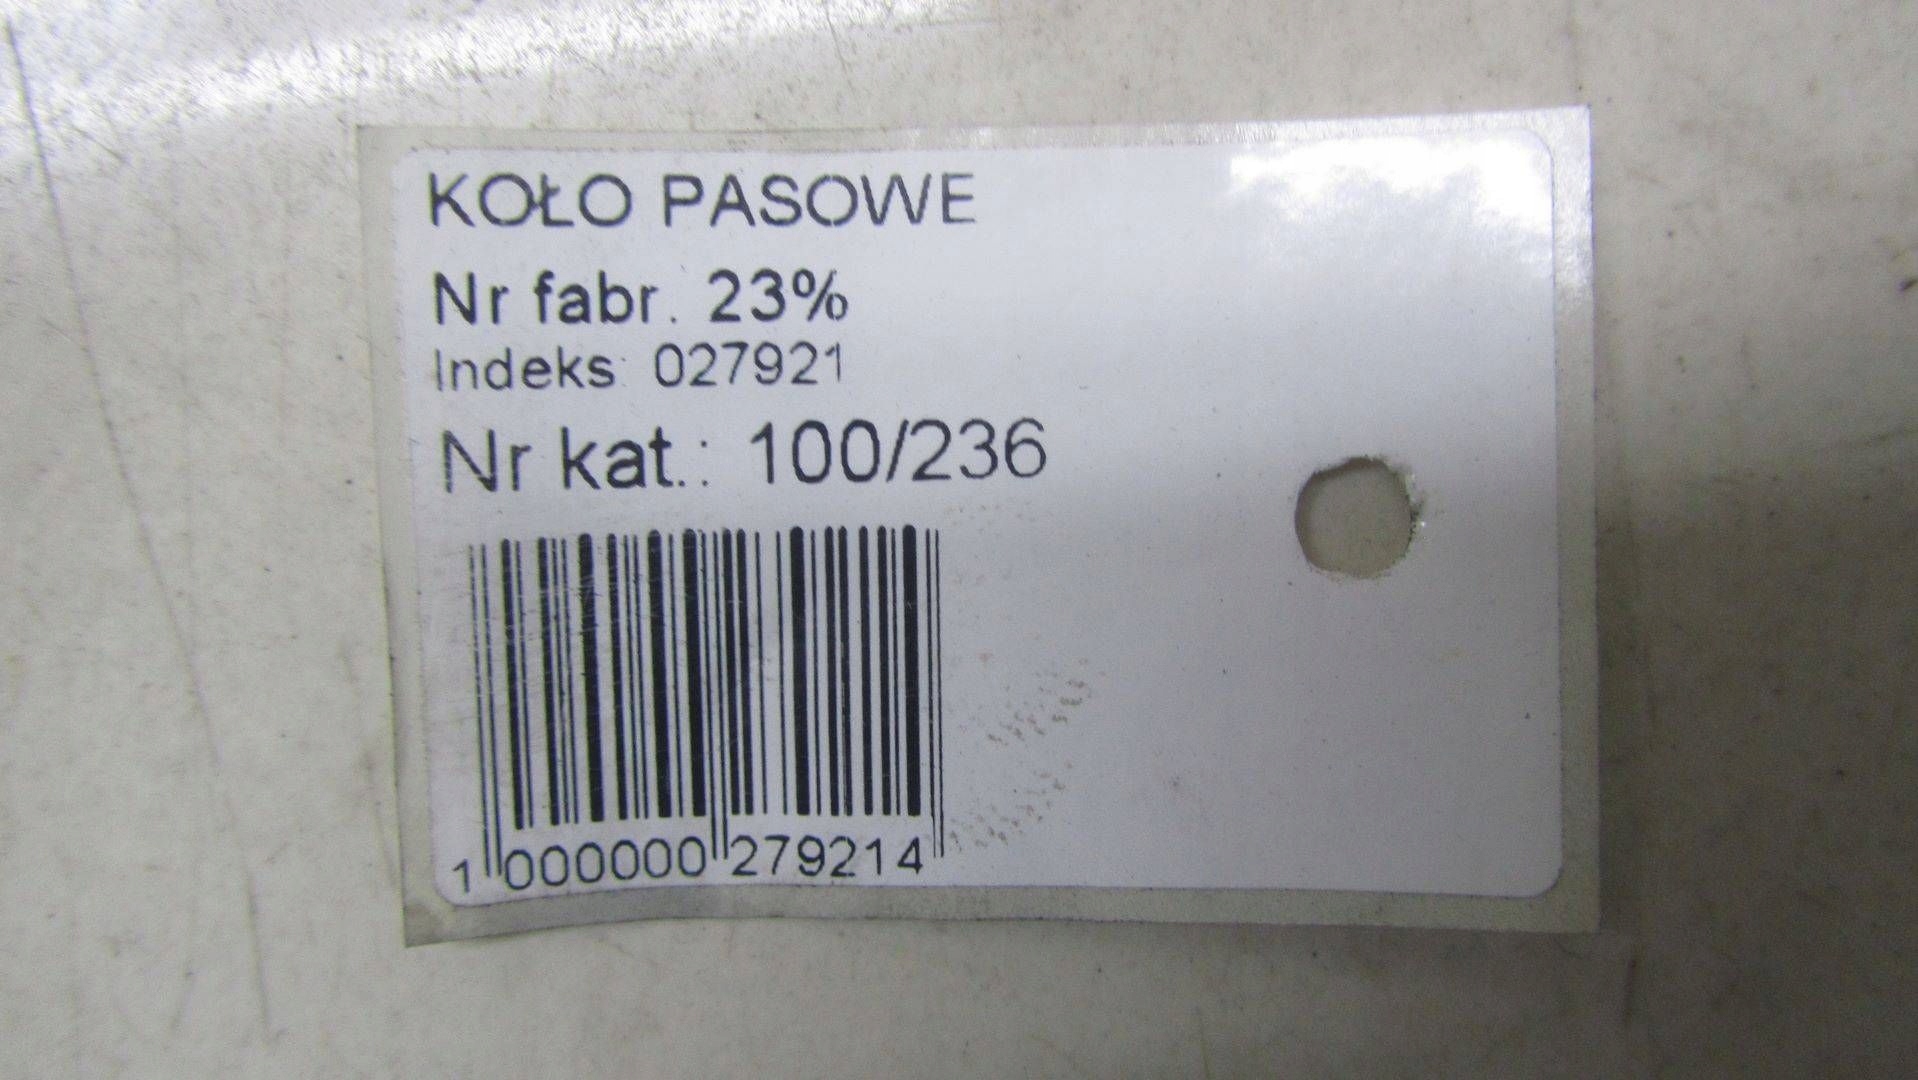 KOŁO PASOWE
Nr fabr. 23%
Indeks: 027921
Nr kat.: 100/236
1 000000 279214